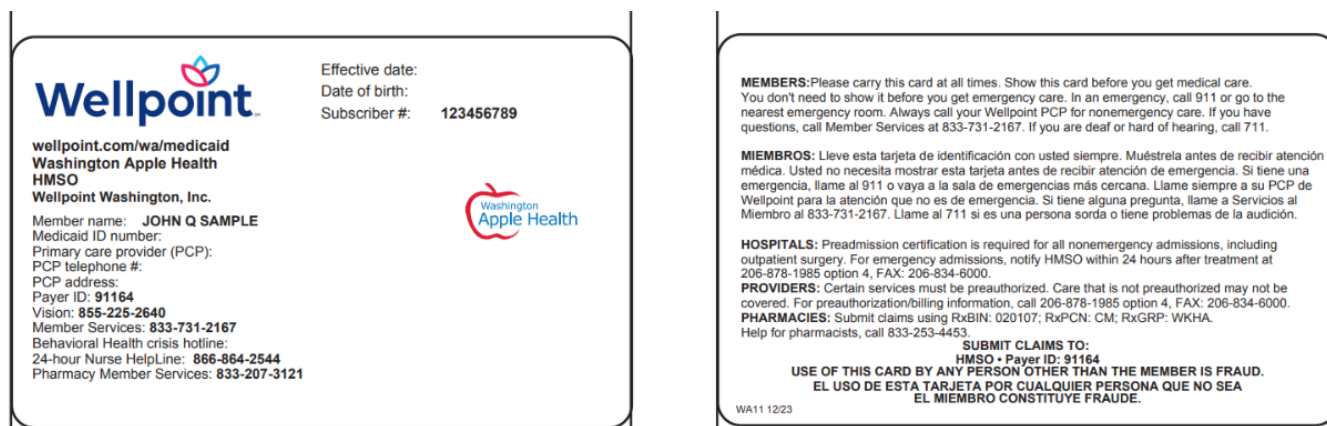 Wellpoint
SM
Effective date:
Date of birth:
Subscriber #: 123456789
wellpoint.com/wa/medicaid
Washington Apple Health
HMSO
Wellpoint Washington, Inc.
Washington
Apple Health
Member name: JOHN Q SAMPLE
Medicaid ID number:
Primary care provider (PCP):
PCP telephone #:
PCP address:
Payer ID: 91164
Vision: 855-225-2640
Member Services: 833-731-2167
Behavioral Health crisis hotline:
24-hour Nurse HelpLine: 866-864-2544
Pharmacy Member Services: 833-207-3121
MEMBERS:Please carry this card at all times. Show this card before you get medical care.
You don't need to show it before you get emergency care. In an emergency, call 911 or go to the
nearest emergency room. Always call your Wellpoint PCP for nonemergency care. If you have
questions, call Member Services at 833-731-2167. If you are deaf or hard of hearing, call 711.
MIEMBROS: Lleve esta tarjeta de identificación con usted siempre. Muéstrela antes de recibir atención
médica. Usted no necesita mostrar esta tarjeta antes de recibir atención de emergencia. Si tiene una
emergencia, llame al 911 o vaya a la sala de emergencias más cercana. Llame siempre a su PCP de
Wellpoint para la atención que no es de emergencia. Si tiene alguna pregunta, llame a Servicios al
Miembro al 833-731-2167. Llame al 711 si es una persona sorda o tiene problemas de la audición.
HOSPITALS: Preadmission certification is required for all nonemergency admissions, including
outpatient surgery. For emergency admissions, notify HMSO within 24 hours after treatment at
206-878-1985 option 4, FAX: 206-834-6000.
PROVIDERS: Certain services must be preauthorized. Care that is not preauthorized may not be
covered. For preauthorization/billing information, call 206-878-1985 option 4, FAX: 206-834-6000.
PHARMACIES: Submit claims using RxBIN: 020107; RxPCN: CM; RxGRP: WKHA.
Help for pharmacists, call 833-253-4453.
SUBMIT CLAIMS TO:
HMSO • Payer ID: 91164
USE OF THIS CARD BY ANY PERSON OTHER THAN THE MEMBER IS FRAUD.
EL USO DE ESTA TARJETA POR CUALQUIER PERSONA QUE NO SEA
EL MIEMBRO CONSTITUYE FRAUDE.
WA11 12/23